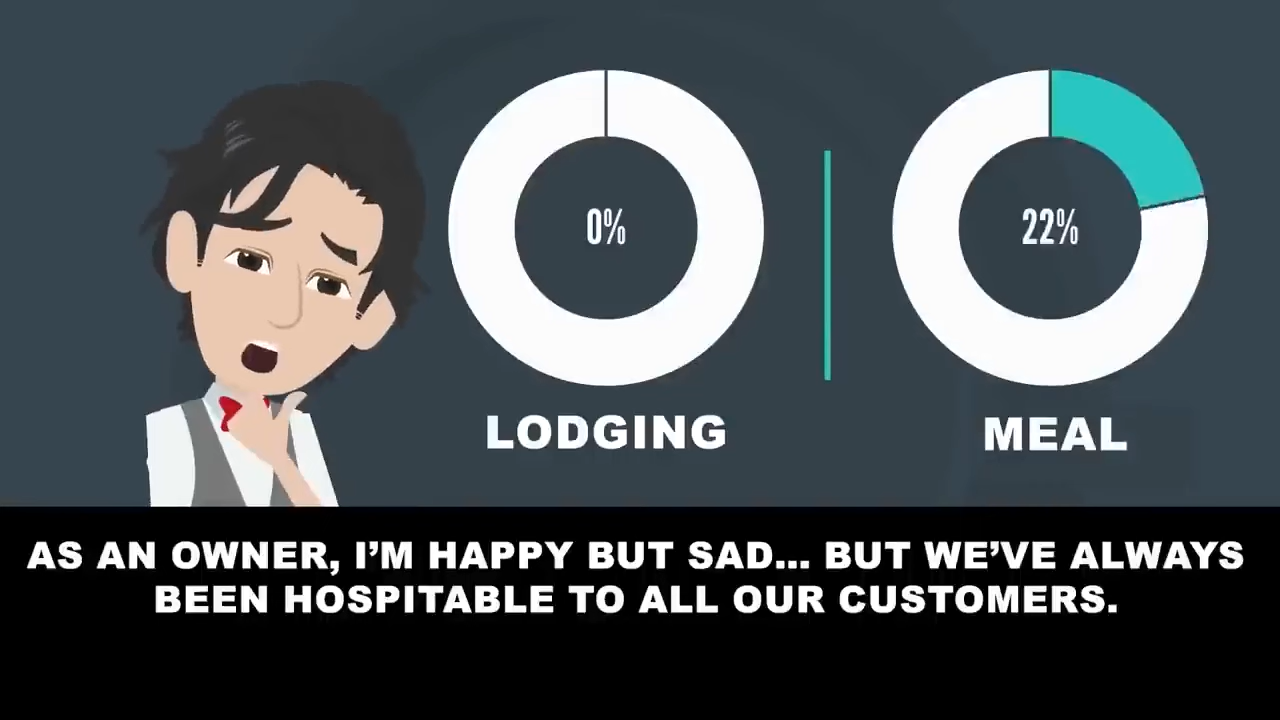 0%
22%
LODGING
MEAL
AS AN OWNER, I'M HAPPY BUT SAD... BUT WE'VE ALWAYS
BEEN HOSPITABLE TO ALL OUR CUSTOMERS.